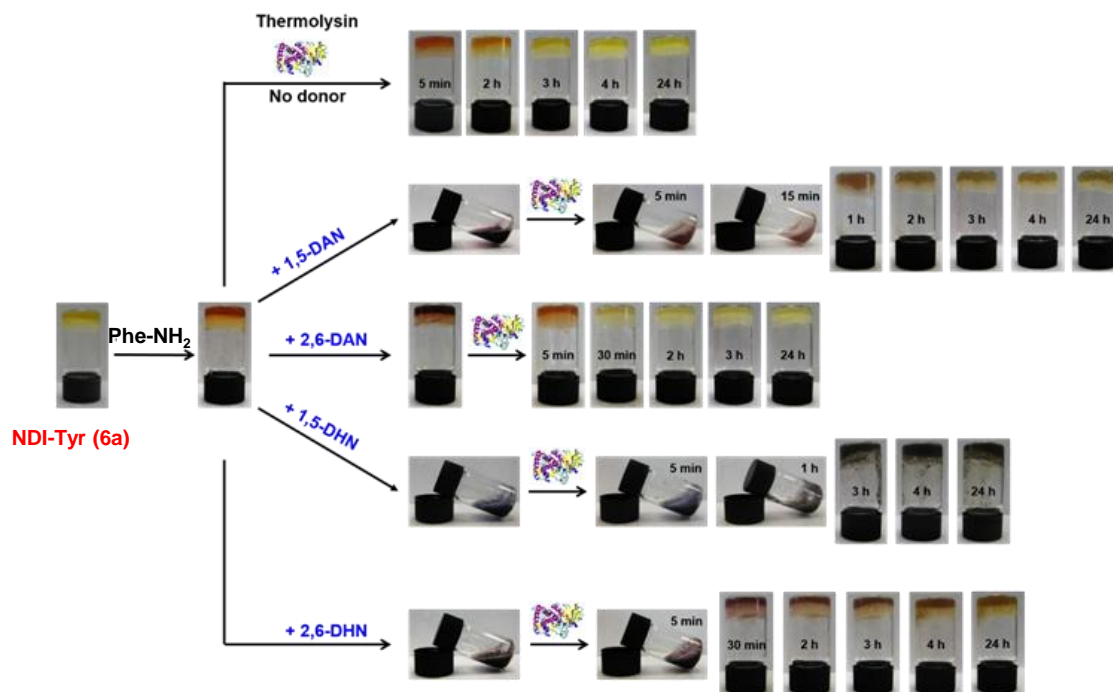 Thermolysin
No donor
5 min
2 h
3 h
4 h
24 h
+ 1,5-DAN
5 min
15 min
1 h
2 h
3 h
4 h
24 h
Phe-NH₂
+ 2,6-DAN
5 min
30 min
2 h
3 h
24 h
NDI-Tyr (6a)
+ 1,5-DHN
5 min
1 h
3 h
4 h
24 h
+ 2,6-DHN
5 min
30 min
2 h
3 h
4 h
24 h